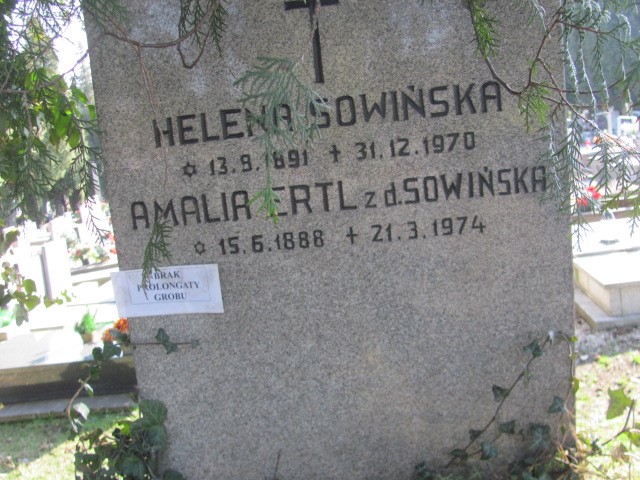 HELENA SOWIŃSKA
✡ 13.9.1891 ✝ 31.12.1970
AMALIA ERTL z d. SOWIŃSKA
✡ 15.6.1888 ✝ 21.3.1974
BRAK
PROLONGATY
GROBU